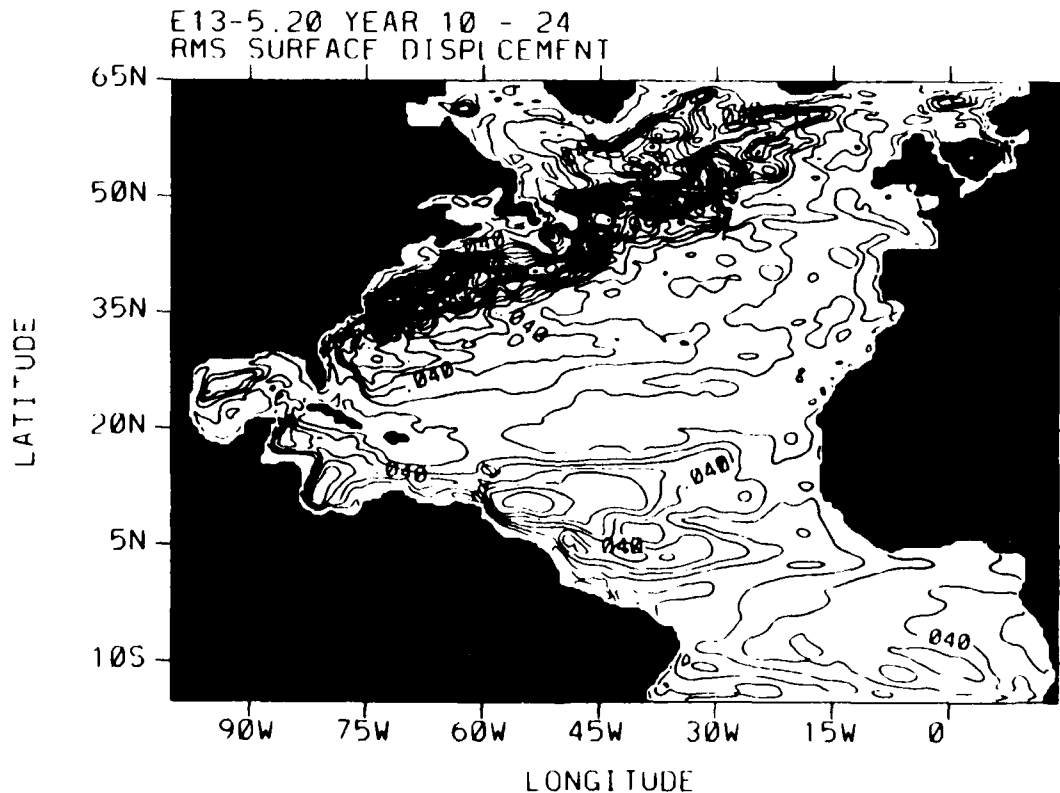 E13-5.20 YEAR 10 - 24
RMS SURFACE DISPLCEMENT
65N
50N
35N
20N
5N
10S
LATITUDE
040
040
040
040
040
040
040
040
90W 75W 60W 45W 30W 15W 0
LONGITUDE